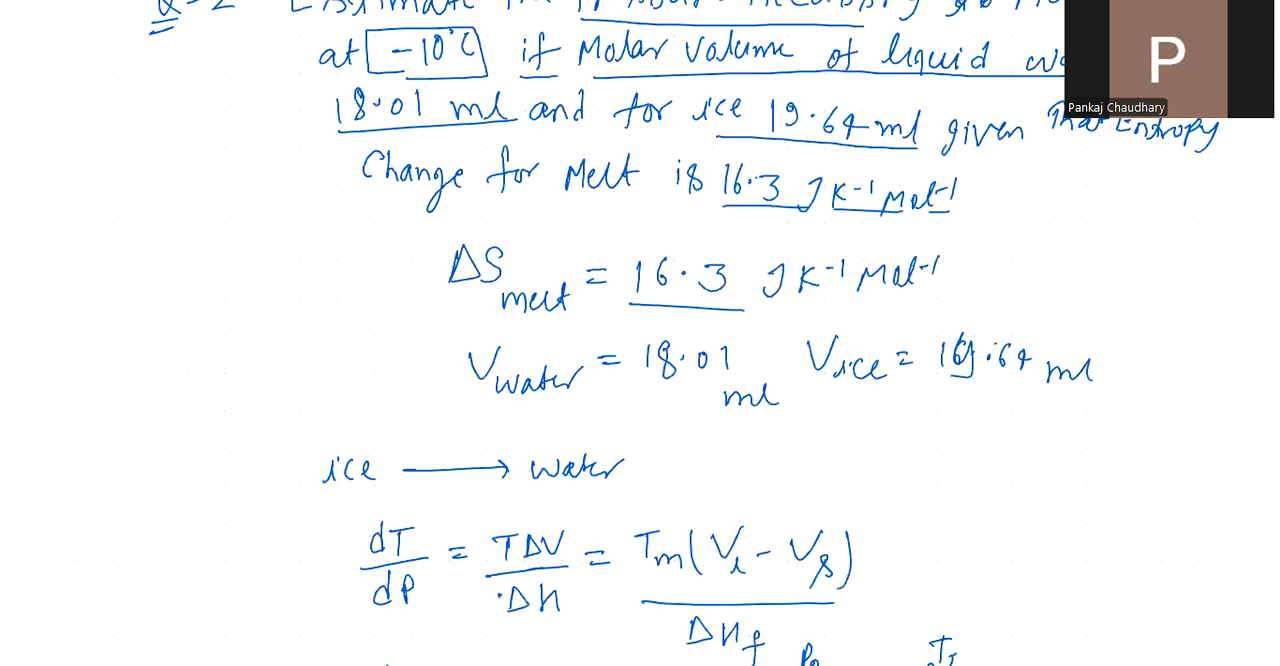 at -10°C if Molar Volume of liquid
P
18.01 ml and for ice 19.64 ml given That Entropy
Pankaj Chaudhary
Change for Melt is 16.3 J K-1 Mol-1
ΔS melt = 16.3 J K-1 Mol-1
V water = 18.01 ml V ice = 19.64 ml
ice → water
dT/dP = TΔV/ΔH = Tm(Vl - Vs)/ΔHf